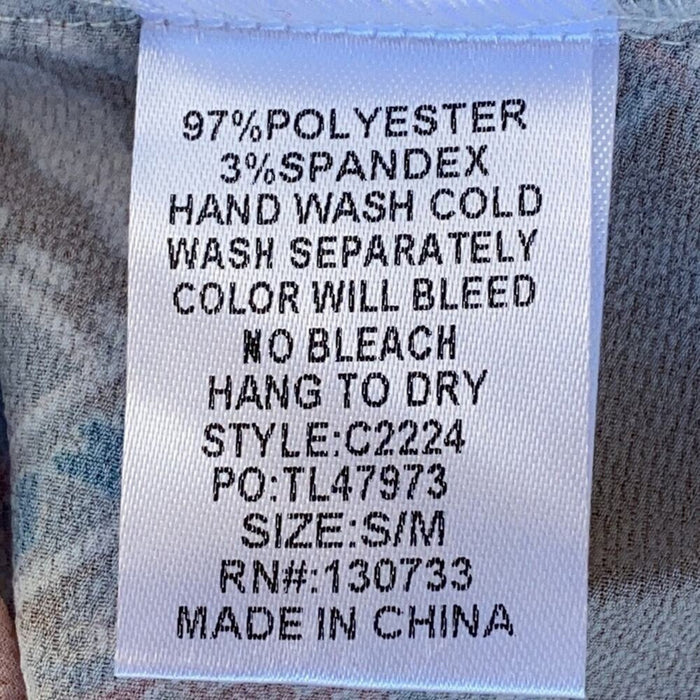 97%POLYESTER
3%SPANDEX
HAND WASH COLD
WASH SEPARATELY
COLOR WILL BLEED
NO BLEACH
HANG TO DRY
STYLE:C2224
PO:TL47973
SIZE:S/M
RN#:130733
MADE IN CHINA